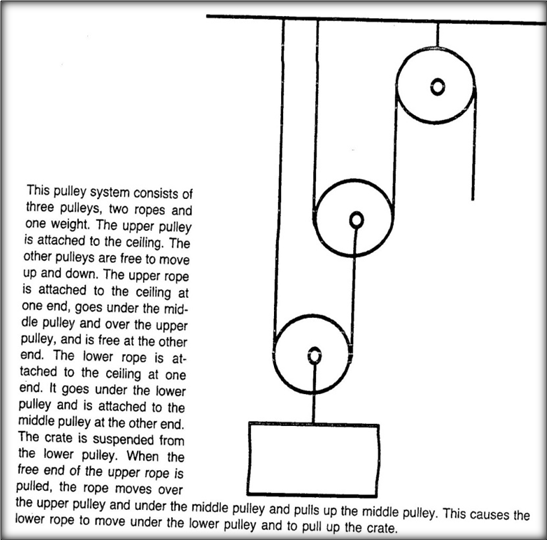 This pulley system consists of
three pulleys, two ropes and
one weight. The upper pulley
is attached to the ceiling. The
other pulleys are free to move
up and down. The upper rope
is attached to the ceiling at
one end, goes under the mid-
dle pulley and over the upper
pulley, and is free at the other
end. The lower rope is at-
tached to the ceiling at one
end. It goes under the lower
pulley and is attached to the
middle pulley at the other end.
The crate is suspended from
the lower pulley. When the
free end of the upper rope is
pulled, the rope moves over
the upper pulley and under the middle pulley and pulls up the middle pulley. This causes the
lower rope to move under the lower pulley and to pull up the crate.